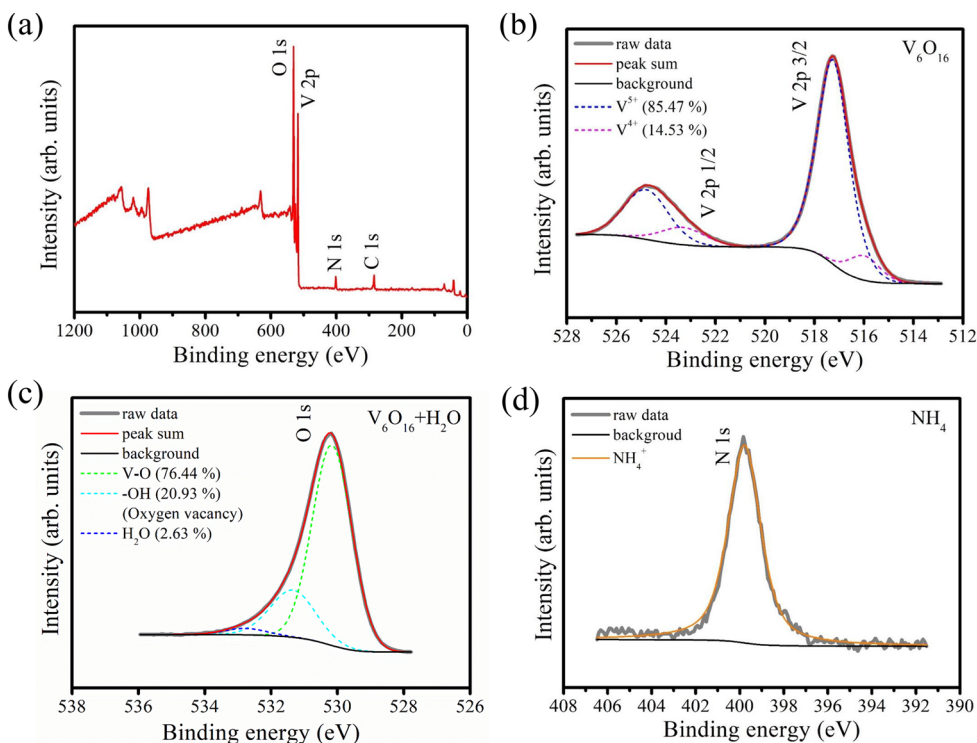 (a)
O 1s
V 2p
N 1s
C 1s
Intensity (arb. units)
1200 1000 800 600 400 200 0
Binding energy (eV)
(b)
raw data
peak sum
background
V⁵⁺ (85.47 %)
V⁴⁺ (14.53 %)
V₆O₁₆
V 2p 3/2
V 2p 1/2
Intensity (arb. units)
528 526 524 522 520 518 516 514 512
Binding energy (eV)
(c)
raw data
peak sum
background
V-O (76.44 %)
-OH (20.93 %)
(Oxygen vacancy)
H₂O (2.63 %)
O 1s
V₆O₁₆+H₂O
Intensity (arb. units)
538 536 534 532 530 528 526
Binding energy (eV)
(d)
raw data
backgroud
NH₄⁺
N 1s
NH₄
Intensity (arb. units)
408 406 404 402 400 398 396 394 392 390
Binding energy (eV)